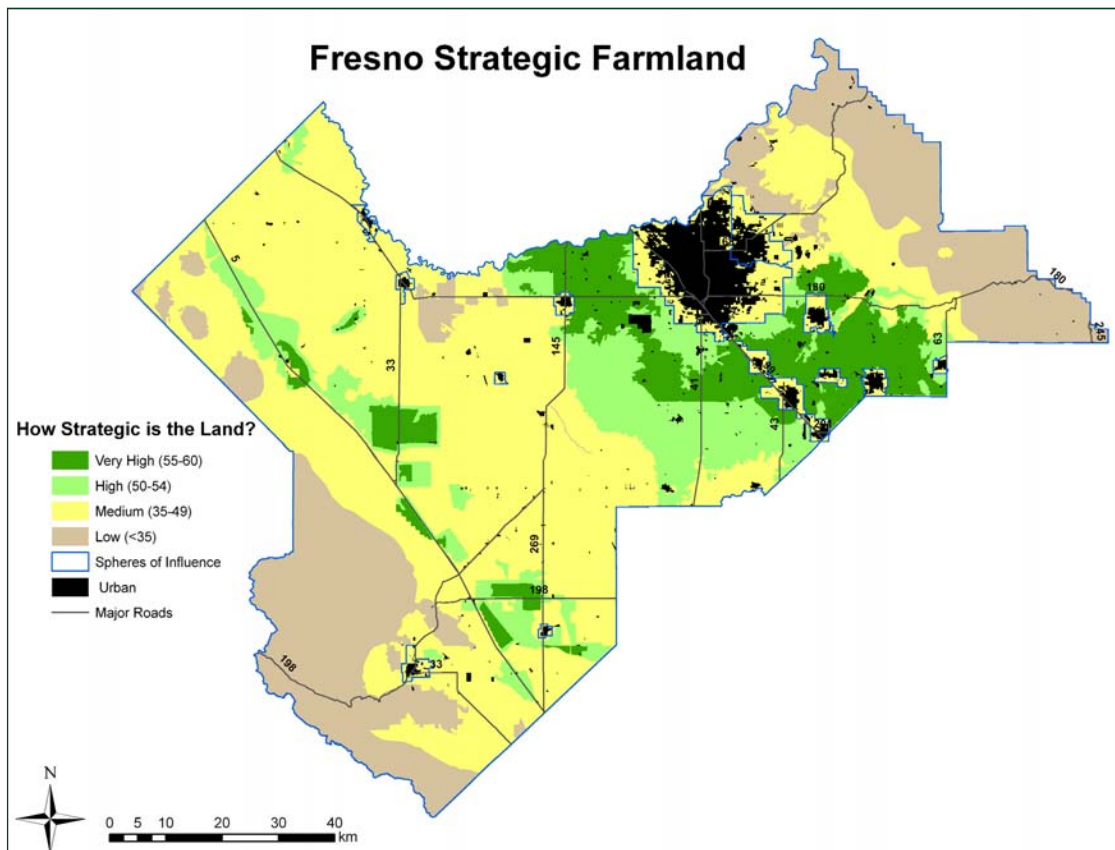 Fresno Strategic Farmland
180
5
180
245
33
145
63
41
43
How Strategic is the Land?
Very High (55-60)
High (50-54)
Medium (35-49)
Low (<35)
Spheres of Influence
Urban
Major Roads
269
198
198
33
N
0 5 10 20 30 40
km